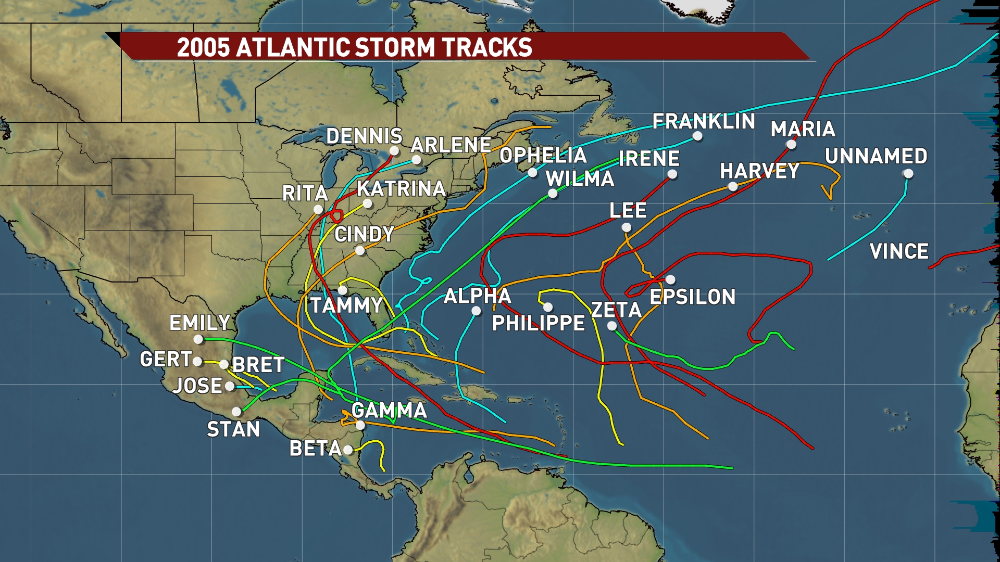 2005 ATLANTIC STORM TRACKS
FRANKLIN
MARIA
DENNIS
ARLENE
OPHELIA
IRENE
UNNAMED
HARVEY
WILMA
RITA
KATRINA
LEE
CINDY
VINCE
ALPHA
EPSILON
TAMMY
ZETA
EMILY
PHILIPPE
GERT
BRET
JOSE
GAMMA
STAN
BETA